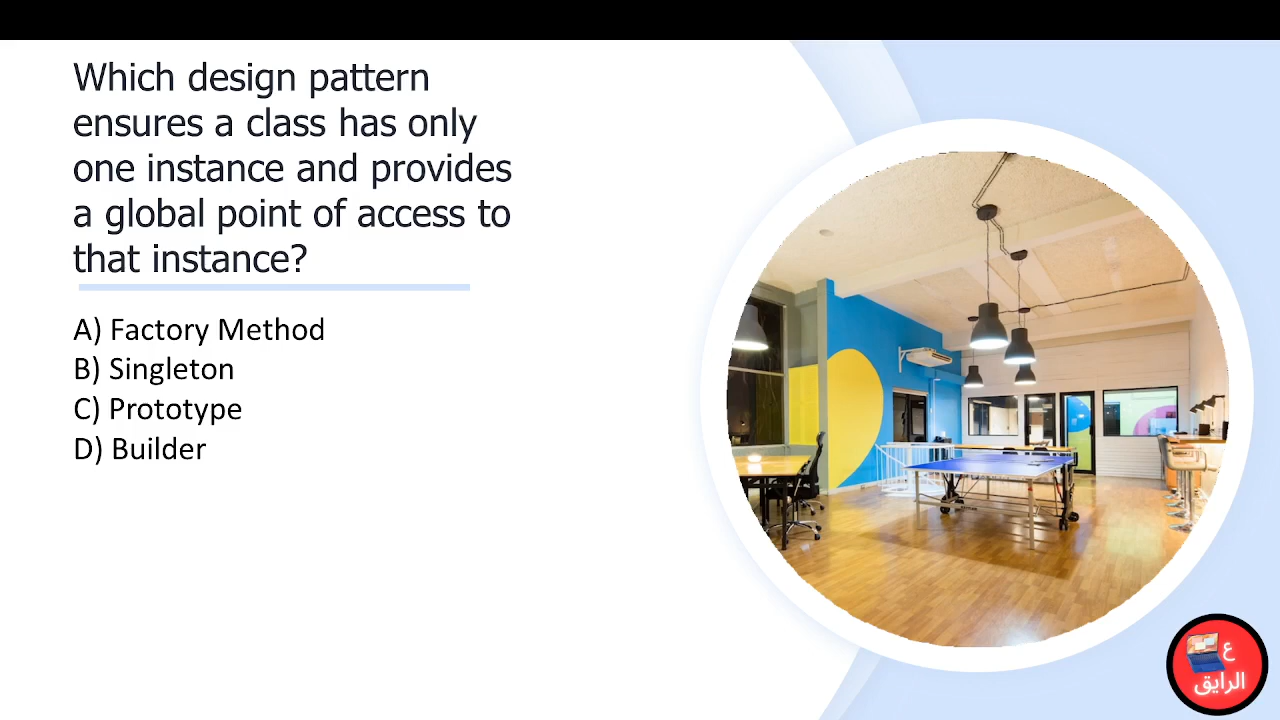 Which design pattern
ensures a class has only
one instance and provides
a global point of access to
that instance?
A) Factory Method
B) Singleton
C) Prototype
D) Builder
ع
الرايق